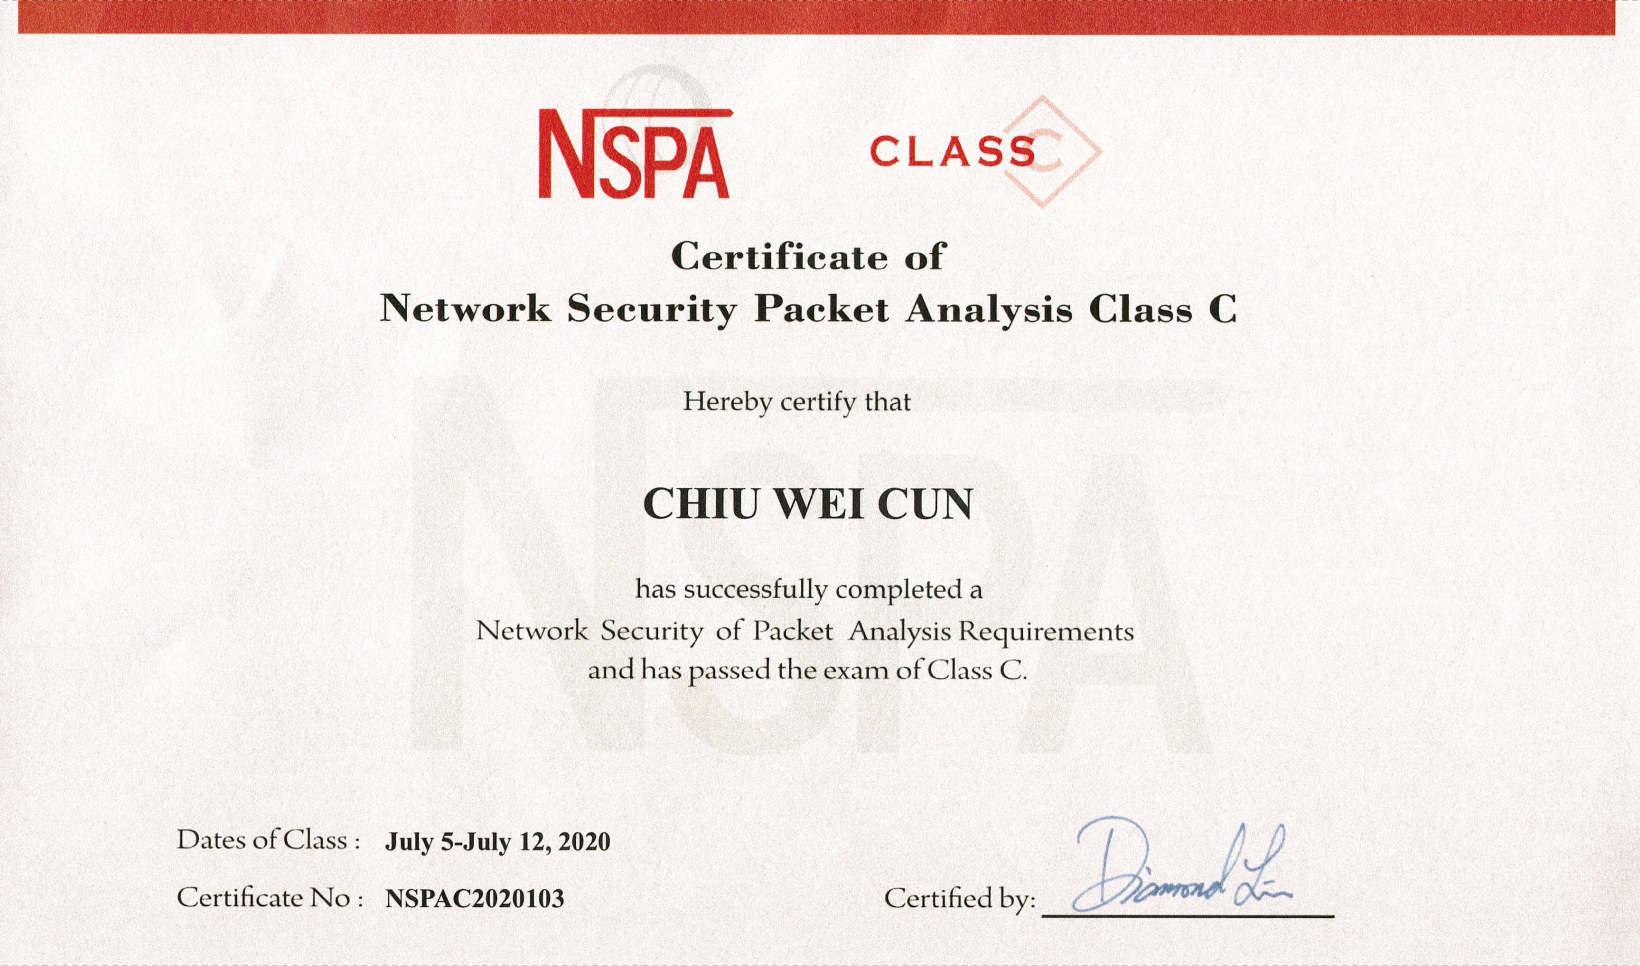 NSPA
CLASS C
Certificate of
Network Security Packet Analysis Class C
Hereby certify that
CHIU WEI CUN
has successfully completed a
Network Security of Packet Analysis Requirements
and has passed the exam of Class C.
Dates of Class : July 5-July 12, 2020
Certificate No : NSPAC2020103
Certified by: Diamond Lin
NSPA